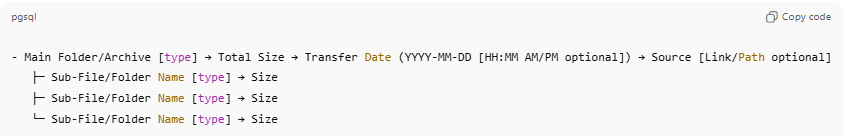 pgsql
Copy code
- Main Folder/Archive [type] → Total Size → Transfer Date (YYYY-MM-DD [HH:MM AM/PM optional]) → Source [Link/Path optional]
├─ Sub-File/Folder Name [type] → Size
├─ Sub-File/Folder Name [type] → Size
└─ Sub-File/Folder Name [type] → Size